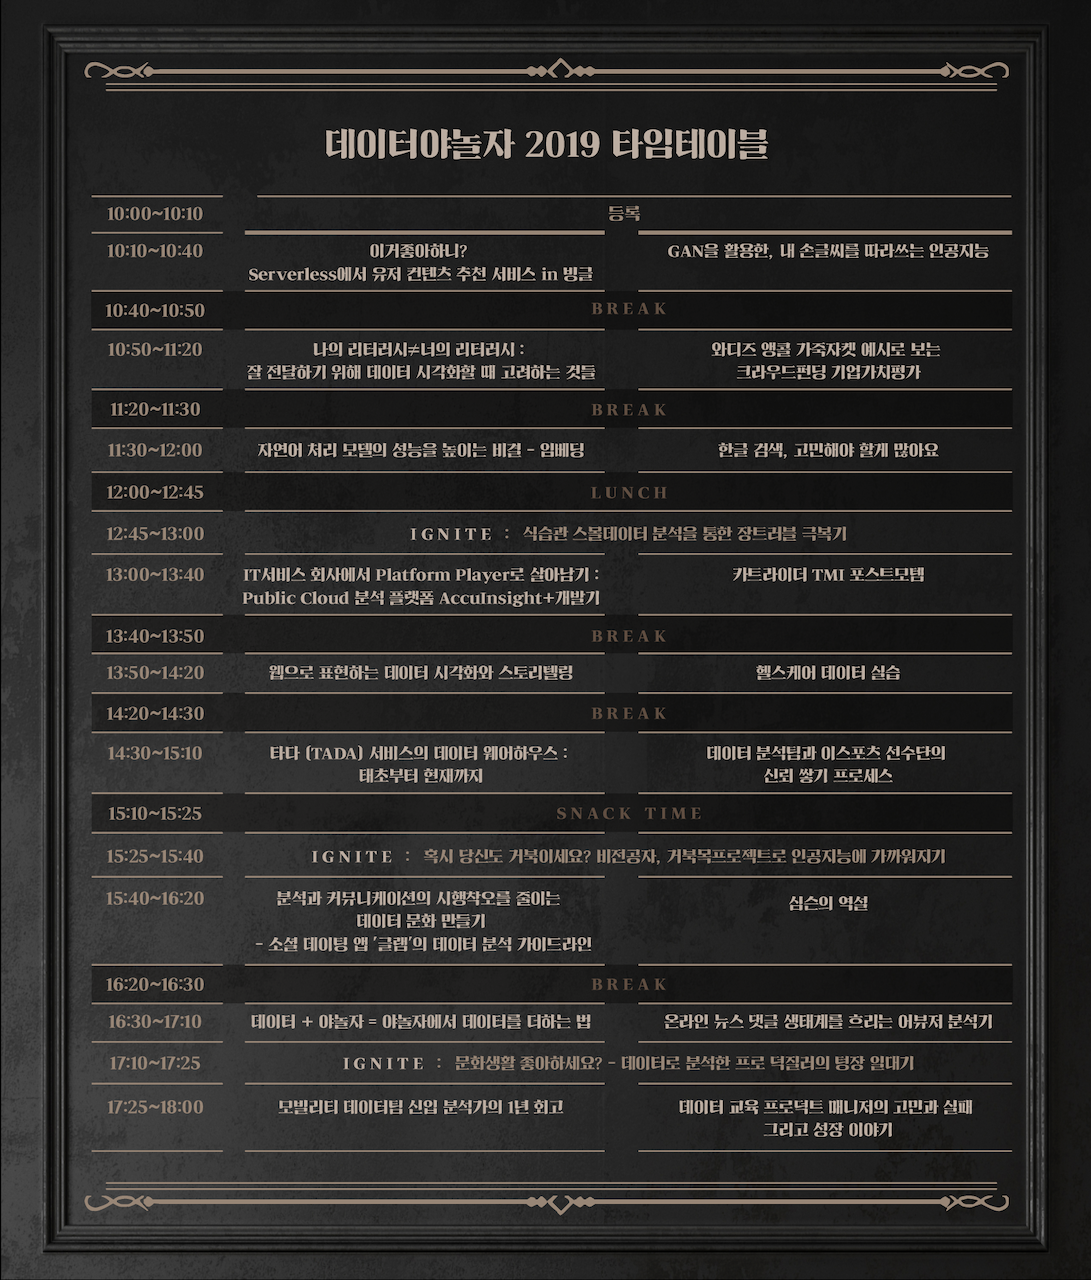 데이터야놀자 2019 타임테이블
10:00~10:10
등록
10:10~10:40
이거좋아하니?
Serverless에서 유저 컨텐츠 추천 서비스 in 빙글
GAN을 활용한, 내 손글씨를 따라쓰는 인공지능
10:40~10:50
BREAK
10:50~11:20
나의 리터러시≠너의 리터러시 :
잘 전달하기 위해 데이터 시각화할 때 고려하는 것들
와디즈 앵콜 가죽자켓 예시로 보는
크라우드펀딩 기업가치평가
11:20~11:30
BREAK
11:30~12:00
자연어 처리 모델의 성능을 높이는 비결 - 임베딩
한글 검색, 고민해야 할게 많아요
12:00~12:45
LUNCH
12:45~13:00
IGNITE : 식습관 스몰데이터 분석을 통한 장트러블 극복기
13:00~13:40
IT서비스 회사에서 Platform Player로 살아남기 :
Public Cloud 분석 플랫폼 AccuInsight+개발기
카트라이더 TMI 포스트모템
13:40~13:50
BREAK
13:50~14:20
웹으로 표현하는 데이터 시각화와 스토리텔링
헬스케어 데이터 실습
14:20~14:30
BREAK
14:30~15:10
타다 (TADA) 서비스의 데이터 웨어하우스 :
태초부터 현재까지
데이터 분석팀과 이스포츠 선수단의
신뢰 쌓기 프로세스
15:10~15:25
SNACK TIME
15:25~15:40
IGNITE : 혹시 당신도 거북이세요? 비전공자, 거북목프로젝트로 인공지능에 가까워지기
15:40~16:20
분석과 커뮤니케이션의 시행착오를 줄이는
데이터 문화 만들기
- 소셜 데이팅 앱 '글램'의 데이터 분석 가이드라인
심슨의 역설
16:20~16:30
BREAK
16:30~17:10
데이터 + 야놀자 = 야놀자에서 데이터를 더하는 법
온라인 뉴스 댓글 생태계를 흐리는 어뷰저 분석기
17:10~17:25
IGNITE : 문화생활 좋아하세요? - 데이터로 분석한 프로 덕질러의 텅장 일대기
17:25~18:00
모빌리티 데이터팀 신입 분석가의 1년 회고
데이터 교육 프로덕트 매니저의 고민과 실패
그리고 성장 이야기